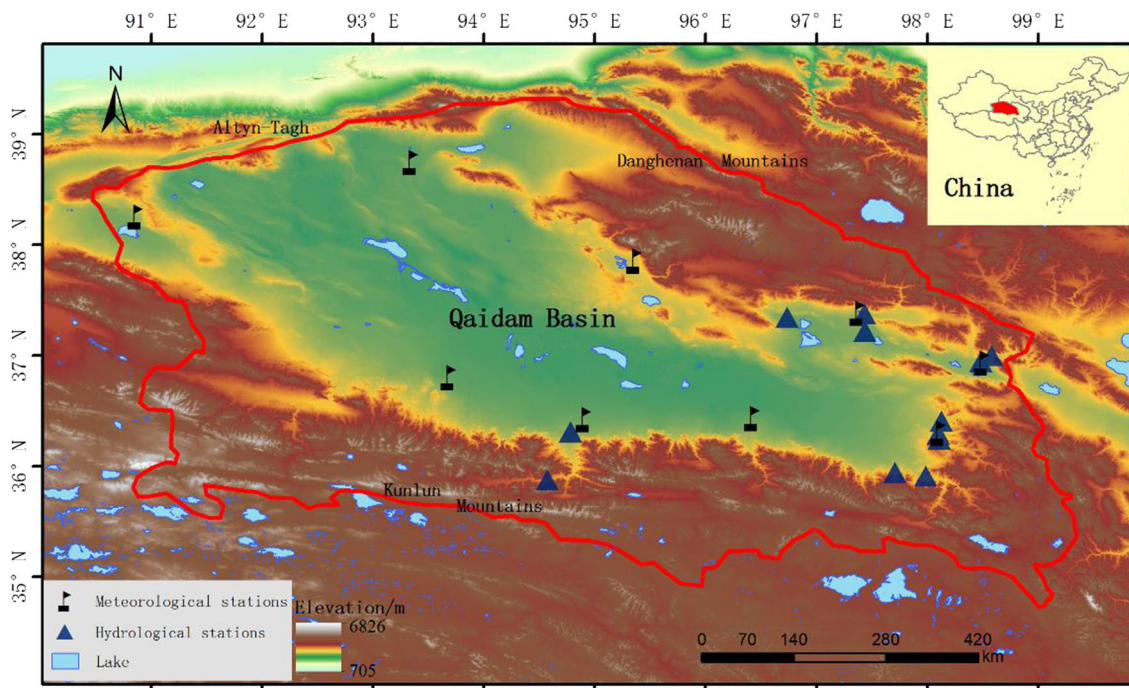 91° E 92° E 93° E 94° E 95° E 96° E 97° E 98° E 99° E
N
39° N
38° N
37° N
36° N
35° N
Altyn-Tagh
Danghenan Mountains
China
Qaidam Basin
Kunlun
Mountains
Meteorological stations
Hydrological stations
Lake
Elevation/m
6826
705
0 70 140 280 420
km